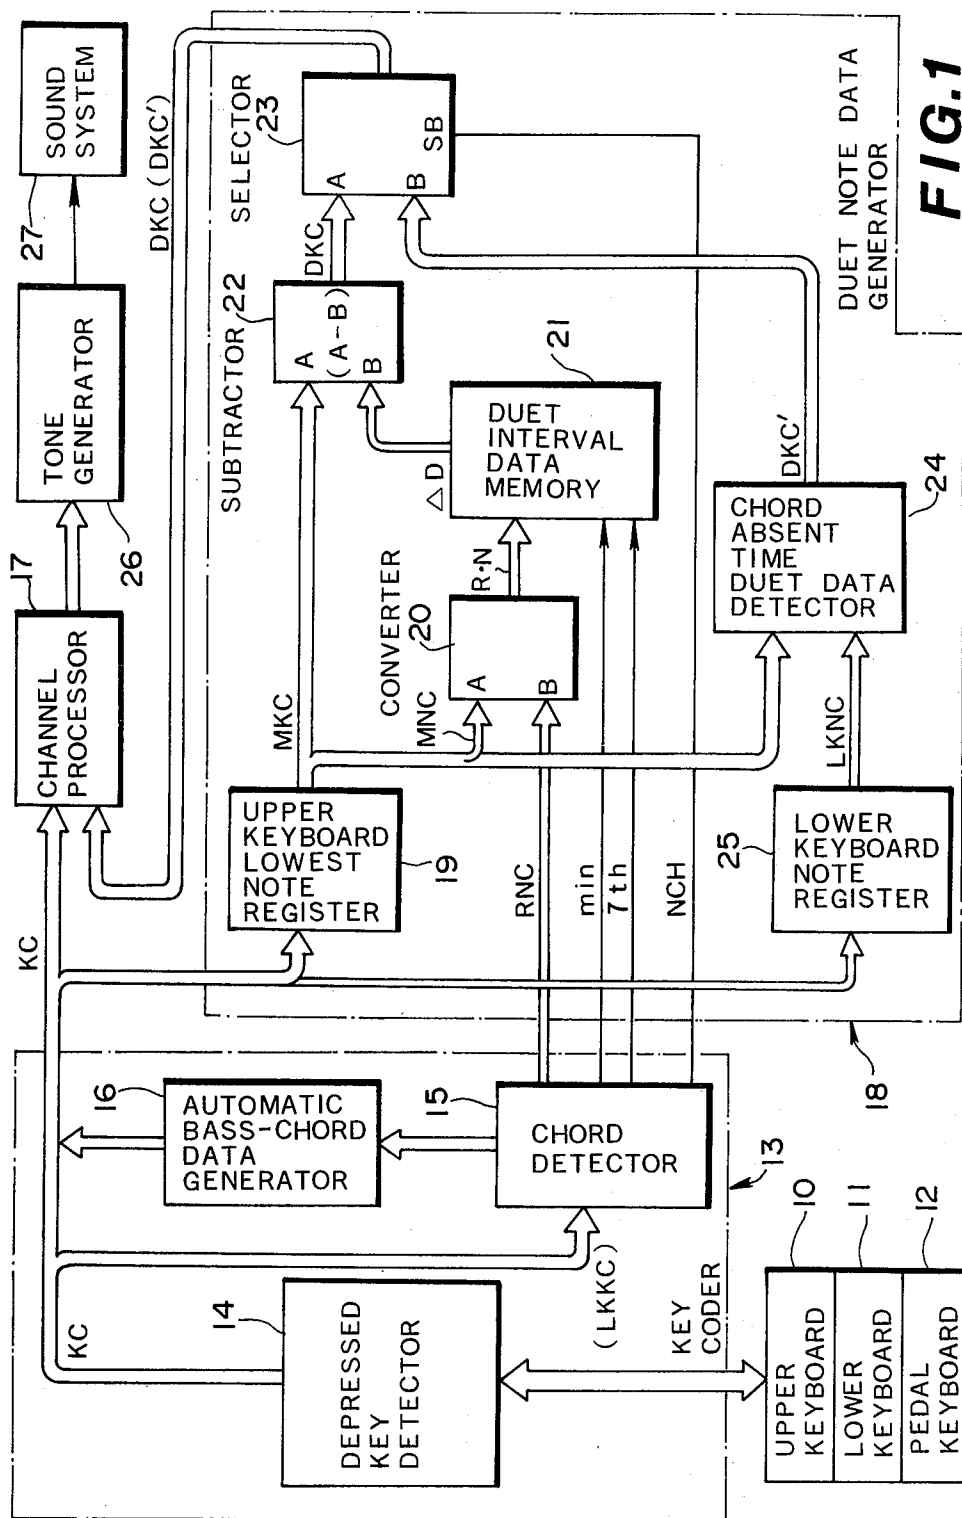 27
SOUND
SYSTEM
TONE
GENERATOR
26
17
CHANNEL
PROCESSOR
KC
DKC (DKC')
SELECTOR
23
A
B
SB
DKC
SUBTRACTOR
22
A
(A-B)
B
MKC
△D
21
DUET
INTERVAL
DATA
MEMORY
R·N
CONVERTER
20
A
B
MNC
UPPER
KEYBOARD
LOWEST
NOTE
REGISTER
19
RNC
min
7th
NCH
DKC'
CHORD
ABSENT
TIME
DUET DATA
DETECTOR
24
LKNC
25
LOWER
KEYBOARD
NOTE
REGISTER
18
DUET NOTE DATA
GENERATOR
FIG.1
16
AUTOMATIC
BASS-CHORD
DATA
GENERATOR
15
CHORD
DETECTOR
13
KC
14
DEPRESSED
KEY
DETECTOR
(LKKC)
KEY
CODER
10
11
12
UPPER
KEYBOARD
LOWER
KEYBOARD
PEDAL
KEYBOARD